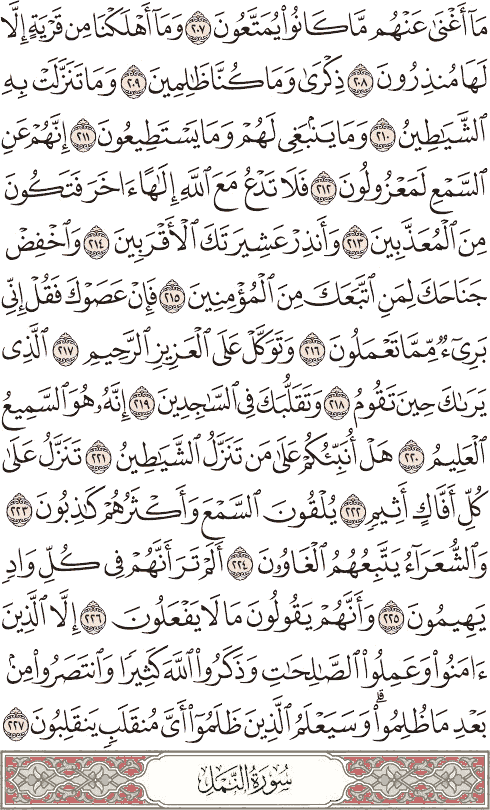 مَآ أَغْنَىٰ عَنْهُم مَّا كَانُوا۟ يُمَتَّعُونَ ٢٠٧ وَمَآ أَهْلَكْنَا مِن قَرْيَةٍ إِلَّا
لَهَا مُنذِرُونَ ٢٠٨ ذِكْرَىٰ وَمَا كُنَّا ظَـٰلِمِينَ ٢٠٩ وَمَا تَنَزَّلَتْ بِهِ
ٱلشَّيَـٰطِينُ ٢١٠ وَمَا يَنۢبَغِى لَهُمْ وَمَا يَسْتَطِيعُونَ ٢١١ إِنَّهُمْ عَنِ
ٱلسَّمْعِ لَمَعْزُولُونَ ٢١٢ فَلَا تَدْعُ مَعَ ٱللَّهِ إِلَـٰهًا ءَاخَرَ فَتَكُونَ
مِنَ ٱلْمُعَذَّبِينَ ٢١٣ وَأَنذِرْ عَشِيرَتَكَ ٱلْأَقْرَبِينَ ٢١٤ وَٱخْفِضْ
جَنَاحَكَ لِمَنِ ٱتَّبَعَكَ مِنَ ٱلْمُؤْمِنِينَ ٢١٥ فَإِنْ عَصَوْكَ فَقُلْ إِنِّى
بَرِىٓءٌ مِّمَّا تَعْمَلُونَ ٢١٦ وَتَوَكَّلْ عَلَى ٱلْعَزِيزِ ٱلرَّحِيمِ ٢١٧ ٱلَّذِى
يَرَىٰكَ حِينَ تَقُومُ ٢١٨ وَتَقَلُّبَكَ فِى ٱلسَّـٰجِدِينَ ٢١٩ إِنَّهُۥ هُوَ ٱلسَّمِيعُ
ٱلْعَلِيمُ ٢٢٠ هَلْ أُنَبِّئُكُمْ عَلَىٰ مَن تَنَزَّلُ ٱلشَّيَـٰطِينُ ٢٢١ تَنَزَّلُ عَلَىٰ
كُلِّ أَفَّاكٍ أَثِيمٍ ٢٢٢ يُلْقُونَ ٱلسَّمْعَ وَأَكْثَرُهُمْ كَـٰذِبُونَ ٢٢٣
وَٱلشُّعَرَآءُ يَتَّبِعُهُمُ ٱلْغَاوُۥنَ ٢٢٤ أَلَمْ تَرَ أَنَّهُمْ فِى كُلِّ وَادٍ
يَهِيمُونَ ٢٢٥ وَأَنَّهُمْ يَقُولُونَ مَا لَا يَفْعَلُونَ ٢٢٦ إِلَّا ٱلَّذِينَ
ءَامَنُوا۟ وَعَمِلُوا۟ ٱلصَّـٰلِحَـٰتِ وَذَكَرُوا۟ ٱللَّهَ كَثِيرًا وَٱنتَصَرُوا۟ مِنۢ
بَعْدِ مَا ظُلِمُوا۟ ۗ وَسَيَعْلَمُ ٱلَّذِينَ ظَلَمُوٓا۟ أَىَّ مُنقَلَبٍ يَنقَلِبُونَ ٢٢٧
سُورَةُ النَّمْلِ